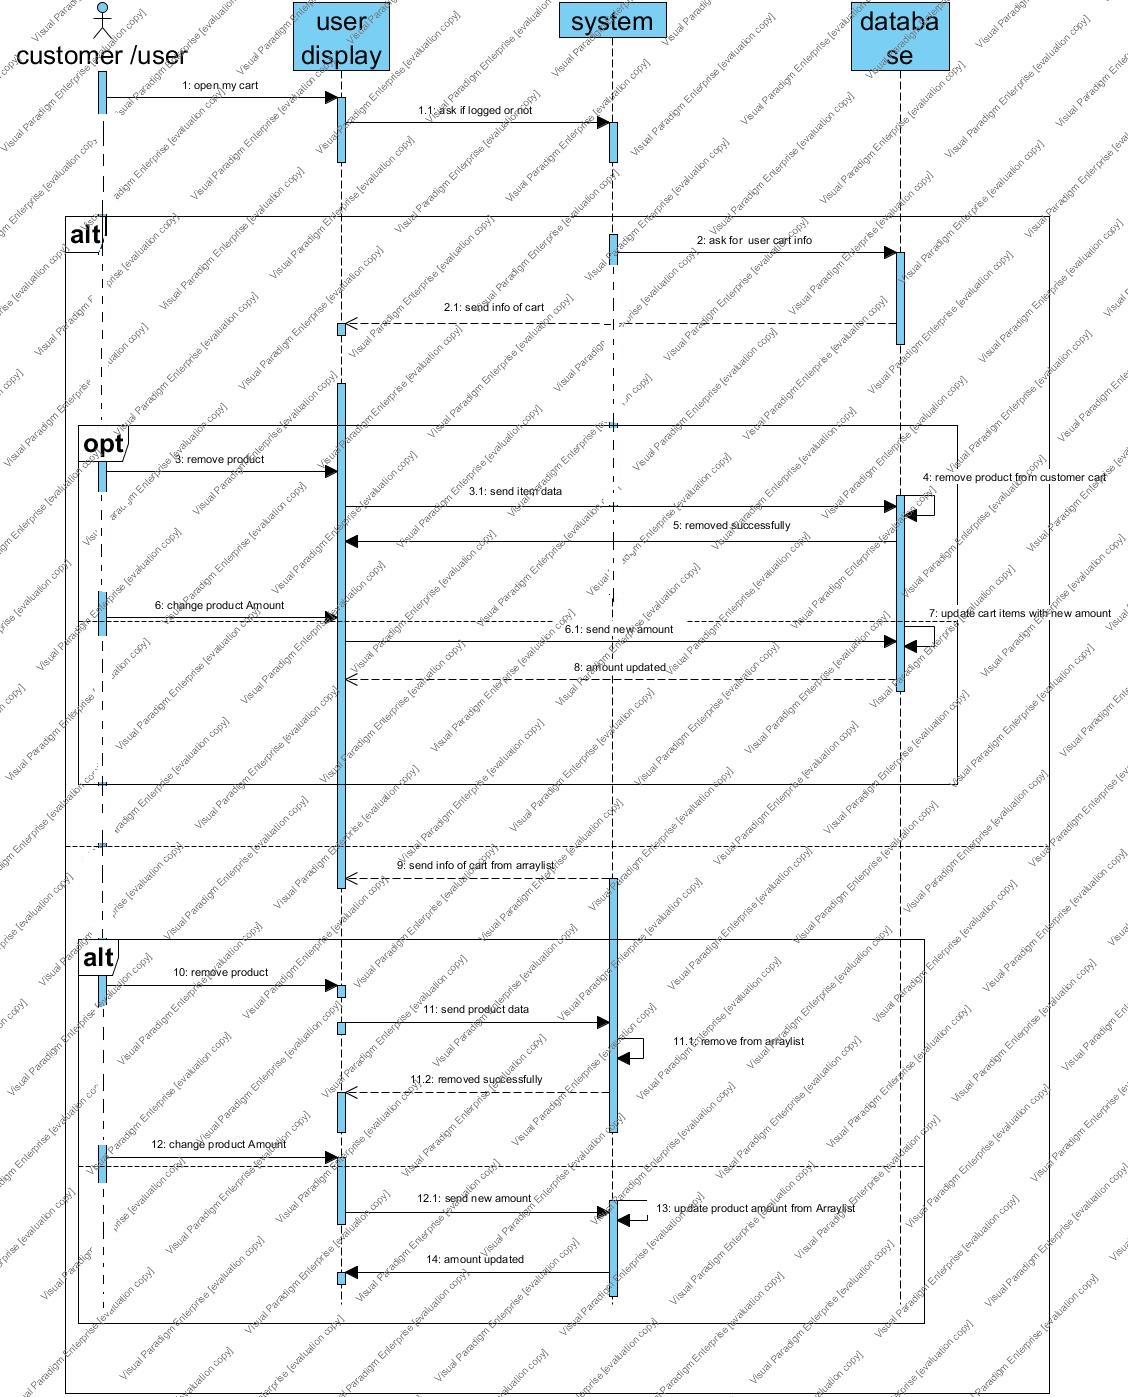 customer /user
user
display
system
databa
se
1: open my cart
1.1: ask if logged or not
alt
2: ask for user cart info
2.1: send info of cart
opt
3: remove product
4: remove product from customer cart
3.1: send item data
5: removed successfully
6: change product Amount
7: update cart items with new amount
6.1: send new amount
8: amount updated
9: send info of cart from arraylist
alt
10: remove product
11: send product data
11.1: remove from arraylist
11.2: removed successfully
12: change product Amount
12.1: send new amount
13: update product amount from Arraylist
14: amount updated
Visual Paradigm Enterprise [evaluation copy]